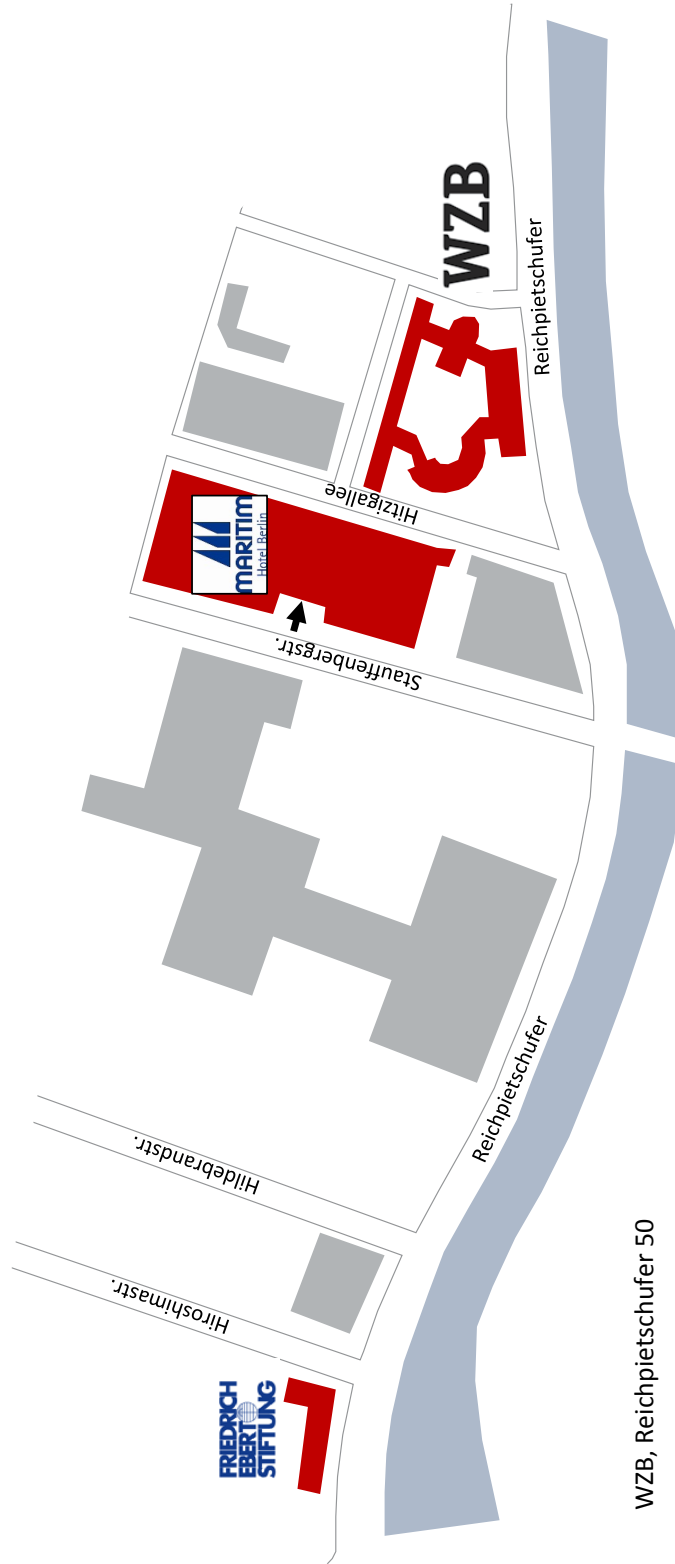 FRIEDRICH
EBERT
STIFTUNG
Hiroshimastr.
Hildebrandstr.
Reichpietschufer
Stauffenbergstr.
MARITIM
Hotel Berlin
Hitzigallee
WZB
Reichpietschufer
WZB, Reichpietschufer 50